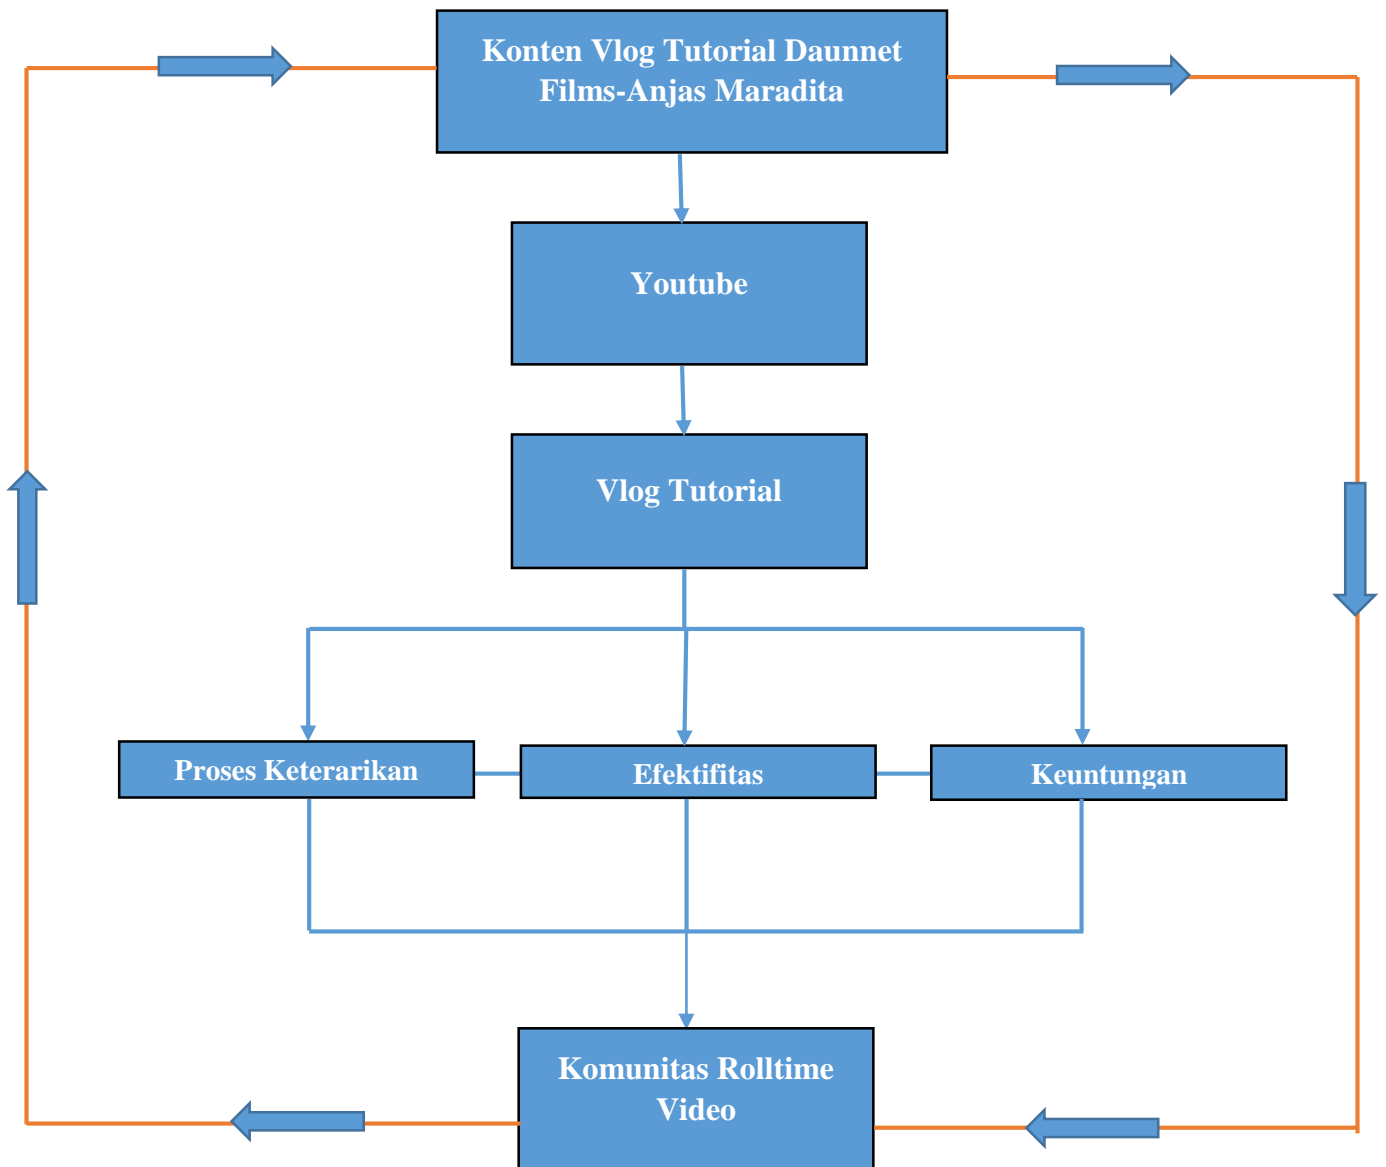 Konten Vlog Tutorial Daunnet
Films-Anjas Maradita
Youtube
Vlog Tutorial
Proses Keterarikan
Efektifitas
Keuntungan
Komunitas Rolltime
Video